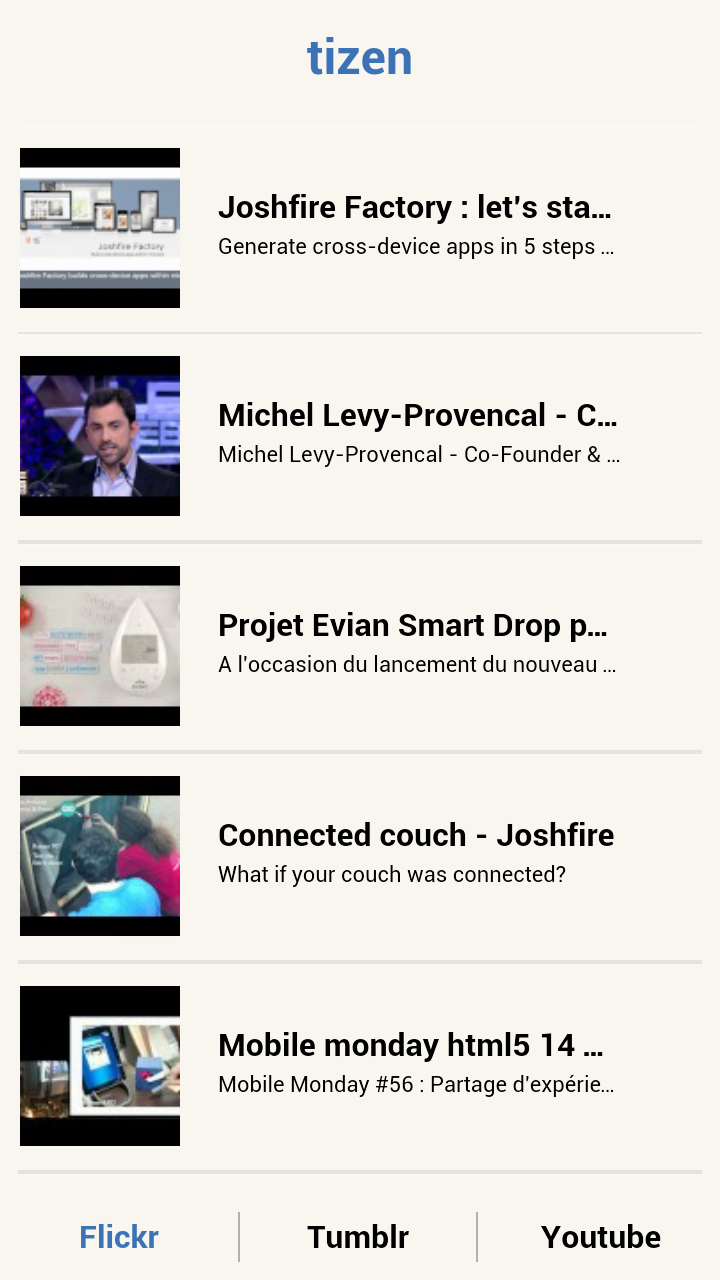 tizen
Joshfire Factory
Joshfire Factory : let's sta...
Generate cross-device apps in 5 steps ...
Michel Levy-Provencal - C...
Michel Levy-Provencal - Co-Founder & ...
Projet Evian Smart Drop p...
A l'occasion du lancement du nouveau ...
Connected couch - Joshfire
What if your couch was connected?
Mobile monday html5 14 ...
Mobile Monday #56 : Partage d'expérie...
Flickr
Tumblr
Youtube